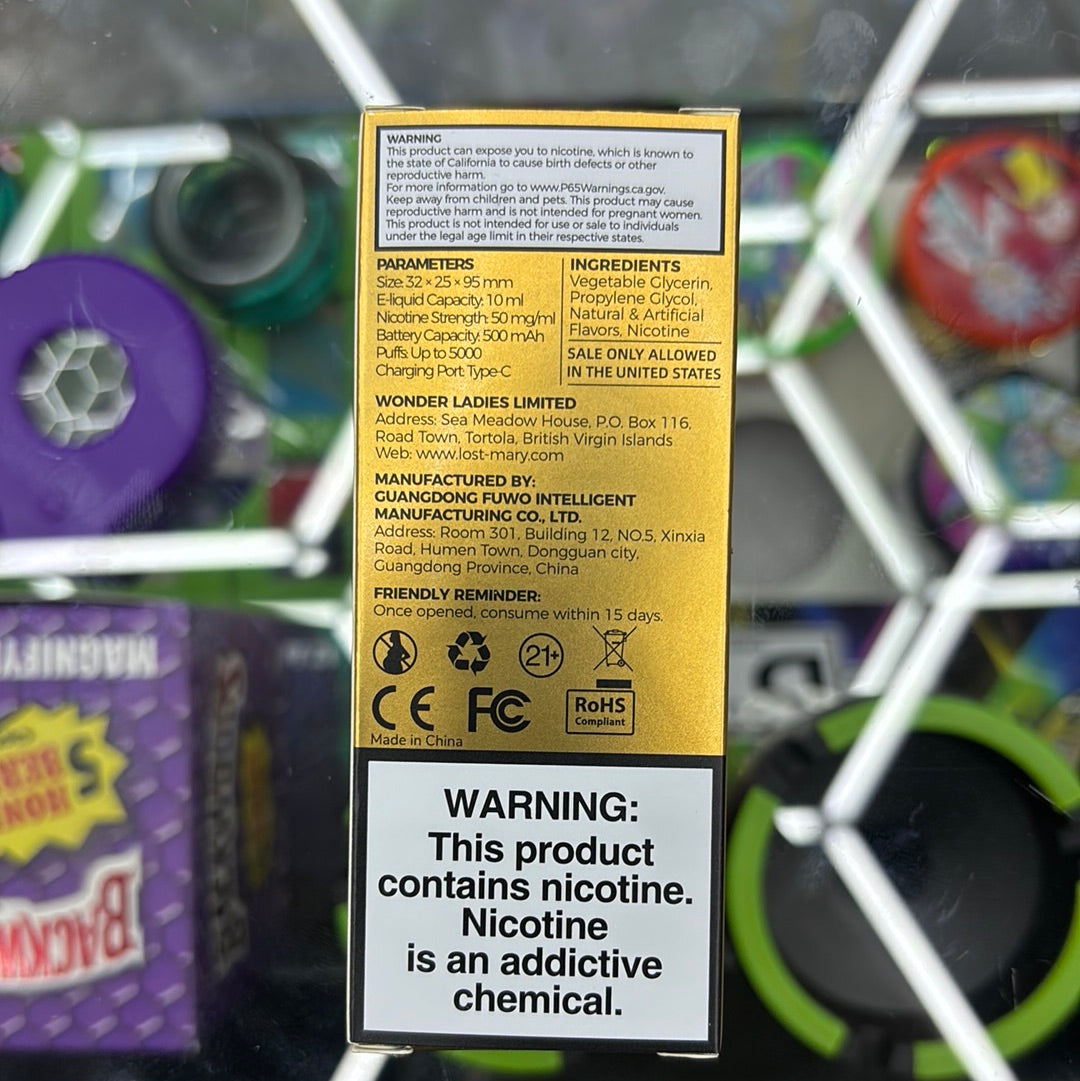 WARNING
This product can expose you to nicotine, which is known to
the state of California to cause birth defects or other
reproductive harm.
For more information go to www.P65Warnings.ca.gov.
Keep away from children and pets. This product may cause
reproductive harm and is not intended for pregnant women.
This product is not intended for use or sale to individuals
under the legal age limit in their respective states.
PARAMETERS
Size: 32 × 25 × 95 mm
E-liquid Capacity: 10 ml
Nicotine Strength: 50 mg/ml
Battery Capacity: 500 mAh
Puffs: Up to 5000
Charging Port: Type-C
INGREDIENTS
Vegetable Glycerin,
Propylene Glycol,
Natural & Artificial
Flavors, Nicotine
SALE ONLY ALLOWED
IN THE UNITED STATES
WONDER LADIES LIMITED
Address: Sea Meadow House, P.O. Box 116,
Road Town, Tortola, British Virgin Islands
Web: www.lost-mary.com
MANUFACTURED BY:
GUANGDONG FUWO INTELLIGENT
MANUFACTURING CO., LTD.
Address: Room 301, Building 12, NO.5, Xinxia
Road, Humen Town, Dongguan city,
Guangdong Province, China
FRIENDLY REMINDER:
Once opened, consume within 15 days.
21+
CE FC RoHS
Compliant
Made in China
WARNING:
This product
contains nicotine.
Nicotine
is an addictive
chemical.
MAGNIFY
5
HONE
BER
BACKW